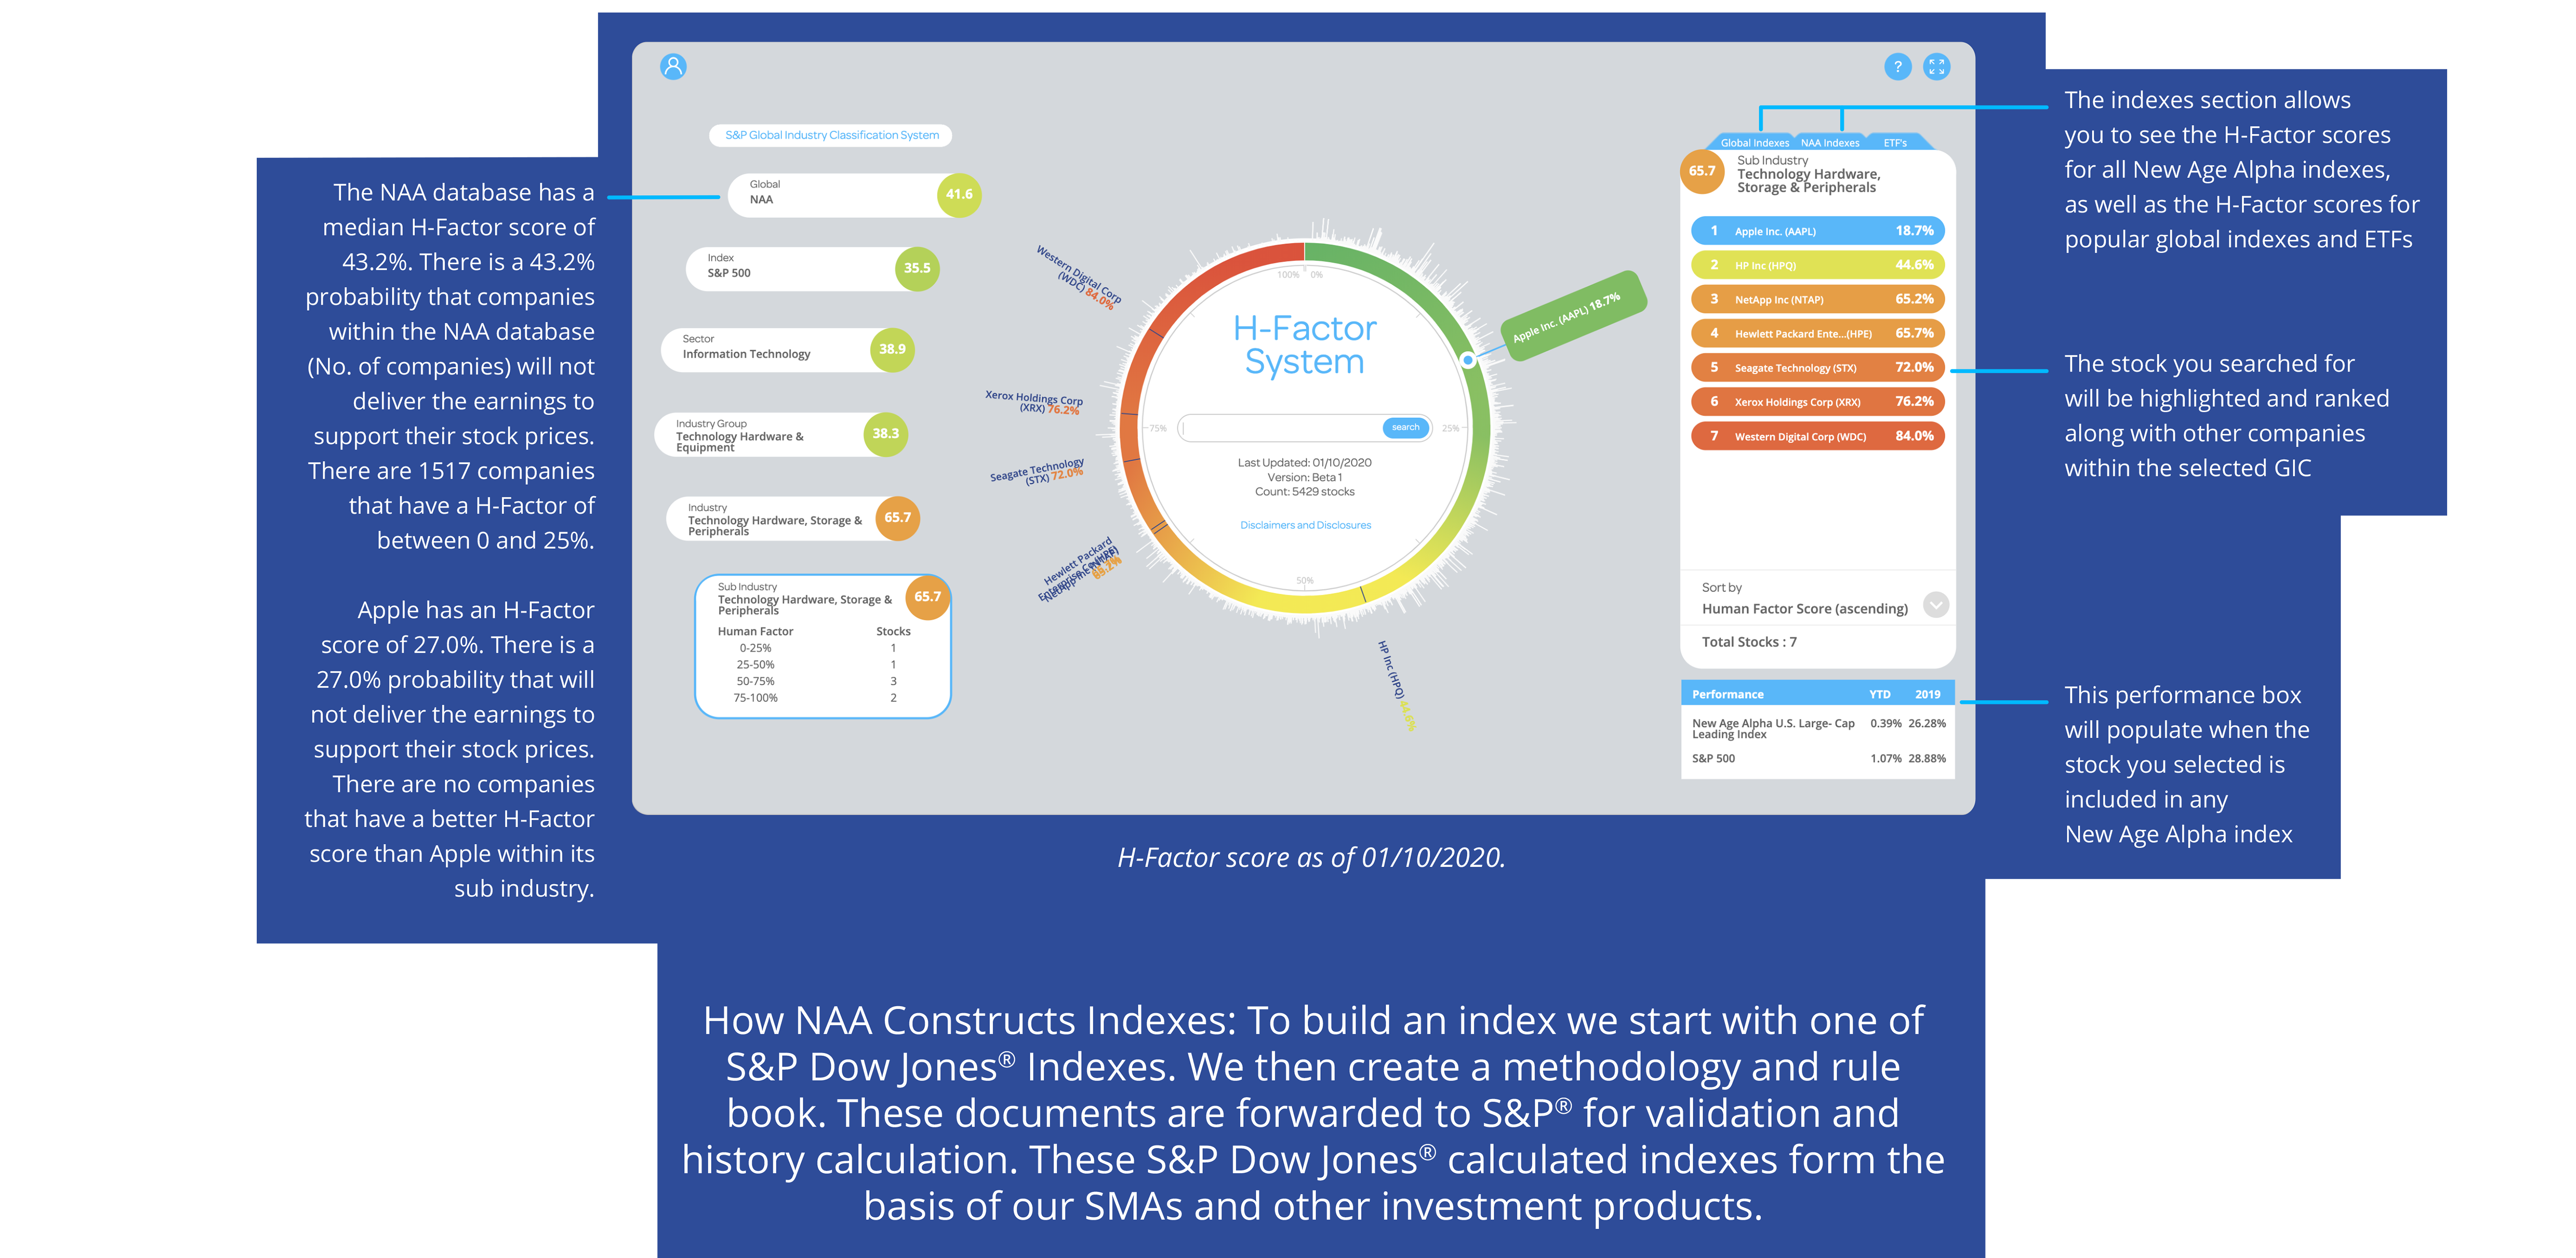 The NAA database has a
median H-Factor score of
43.2%. There is a 43.2%
probability that companies
within the NAA database
(No. of companies) will not
deliver the earnings to
support their stock prices.
There are 1517 companies
that have a H-Factor of
between 0 and 25%.
Apple has an H-Factor
score of 27.0%. There is a
27.0% probability that will
not deliver the earnings to
support their stock prices.
There are no companies
that have a better H-Factor
score than Apple within its
sub industry.
S&P Global Industry Classification System
Global
NAA
41.6
Index
S&P 500
35.5
Sector
Information Technology
38.9
Industry Group
Technology Hardware &
Equipment
38.3
Industry
Technology Hardware, Storage &
Peripherals
65.7
Sub Industry
Technology Hardware, Storage &
Peripherals
65.7
Human Factor Stocks
0-25% 1
25-50% 1
50-75% 3
75-100% 2
Western Digital Corp
(WDC) 84.0%
Xerox Holdings Corp
(XRX) 76.2%
Seagate Technology
(STX) 72.0%
Hewlett Packard
Enterprise
NetApp Inc
65.2%
HP Inc (HPQ) 44.6%
Apple Inc. (AAPL) 18.7%
100% 0%
H-Factor
System
75%
search
25%
Last Updated: 01/10/2020
Version: Beta 1
Count: 5429 stocks
Disclaimers and Disclosures
50%
?
Global Indexes NAA Indexes ETF's
65.7
Sub Industry
Technology Hardware,
Storage & Peripherals
1 Apple Inc. (AAPL) 18.7%
2 HP Inc (HPQ) 44.6%
3 NetApp Inc (NTAP) 65.2%
4 Hewlett Packard Ente...(HPE) 65.7%
5 Seagate Technology (STX) 72.0%
6 Xerox Holdings Corp (XRX) 76.2%
7 Western Digital Corp (WDC) 84.0%
Sort by
Human Factor Score (ascending)
Total Stocks : 7
Performance YTD 2019
New Age Alpha U.S. Large- Cap 0.39% 26.28%
Leading Index
S&P 500 1.07% 28.88%
The indexes section allows
you to see the H-Factor scores
for all New Age Alpha indexes,
as well as the H-Factor scores for
popular global indexes and ETFs
The stock you searched for
will be highlighted and ranked
along with other companies
within the selected GIC
This performance box
will populate when the
stock you selected is
included in any
New Age Alpha index
H-Factor score as of 01/10/2020.
How NAA Constructs Indexes: To build an index we start with one of
S&P Dow Jones® Indexes. We then create a methodology and rule
book. These documents are forwarded to S&P® for validation and
history calculation. These S&P Dow Jones® calculated indexes form the
basis of our SMAs and other investment products.